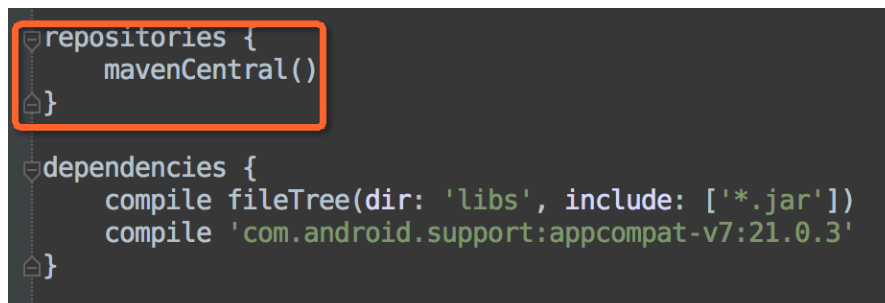 repositories {
    mavenCentral()
}
dependencies {
    compile fileTree(dir: 'libs', include: ['*.jar'])
    compile 'com.android.support:appcompat-v7:21.0.3'
}